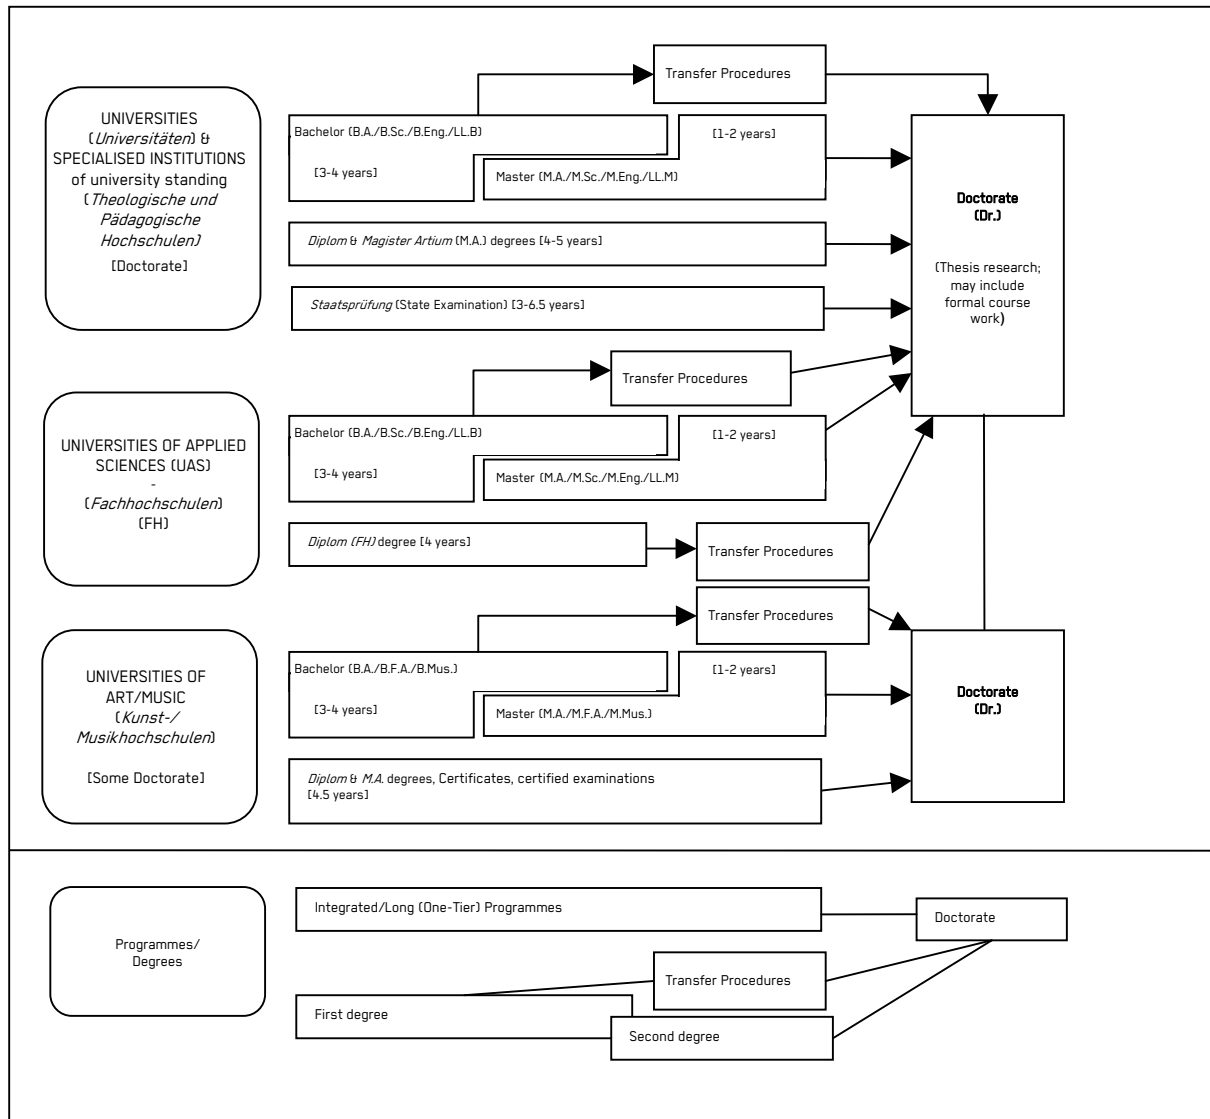 Transfer Procedures
UNIVERSITIES
(Universitäten) &
SPECIALISED INSTITUTIONS
of university standing
(Theologische und
Pädagogische
Hochschulen)
[Doctorate]
Bachelor (B.A./B.Sc./B.Eng./LL.B)
[3-4 years]
[1-2 years]
Master (M.A./M.Sc./M.Eng./LL.M)
Diplom & Magister Artium (M.A.) degrees [4-5 years]
Staatsprüfung (State Examination) [3-6.5 years]
Doctorate
(Dr.)
(Thesis research;
may include
formal course
work)
Transfer Procedures
UNIVERSITIES OF APPLIED
SCIENCES (UAS)
-
(Fachhochschulen)
(FH)
Bachelor (B.A./B.Sc./B.Eng./LL.B)
[3-4 years]
[1-2 years]
Master (M.A./M.Sc./M.Eng./LL.M)
Diplom (FH) degree [4 years]
Transfer Procedures
Transfer Procedures
UNIVERSITIES OF
ART/MUSIC
(Kunst-/
Musikhochschulen)
[Some Doctorate]
Bachelor (B.A./B.F.A./B.Mus.)
[3-4 years]
[1-2 years]
Master (M.A./M.F.A./M.Mus.)
Diplom & M.A. degrees, Certificates, certified examinations
[4.5 years]
Doctorate
(Dr.)
Programmes/
Degrees
Integrated/Long (One-Tier) Programmes
Doctorate
Transfer Procedures
First degree
Second degree